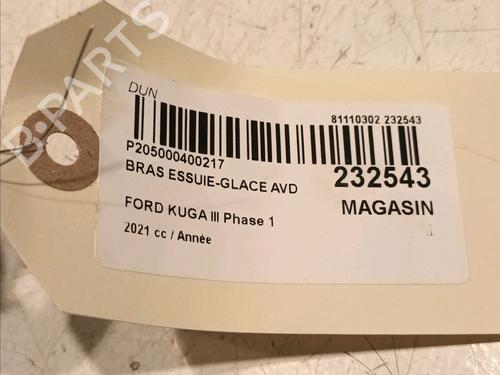 DUN
81110302 232543
P205000400217
BRAS ESSUIE-GLACE AVD
232543
FORD KUGA III Phase 1
MAGASIN
2021 cc / Année
B-PARTS